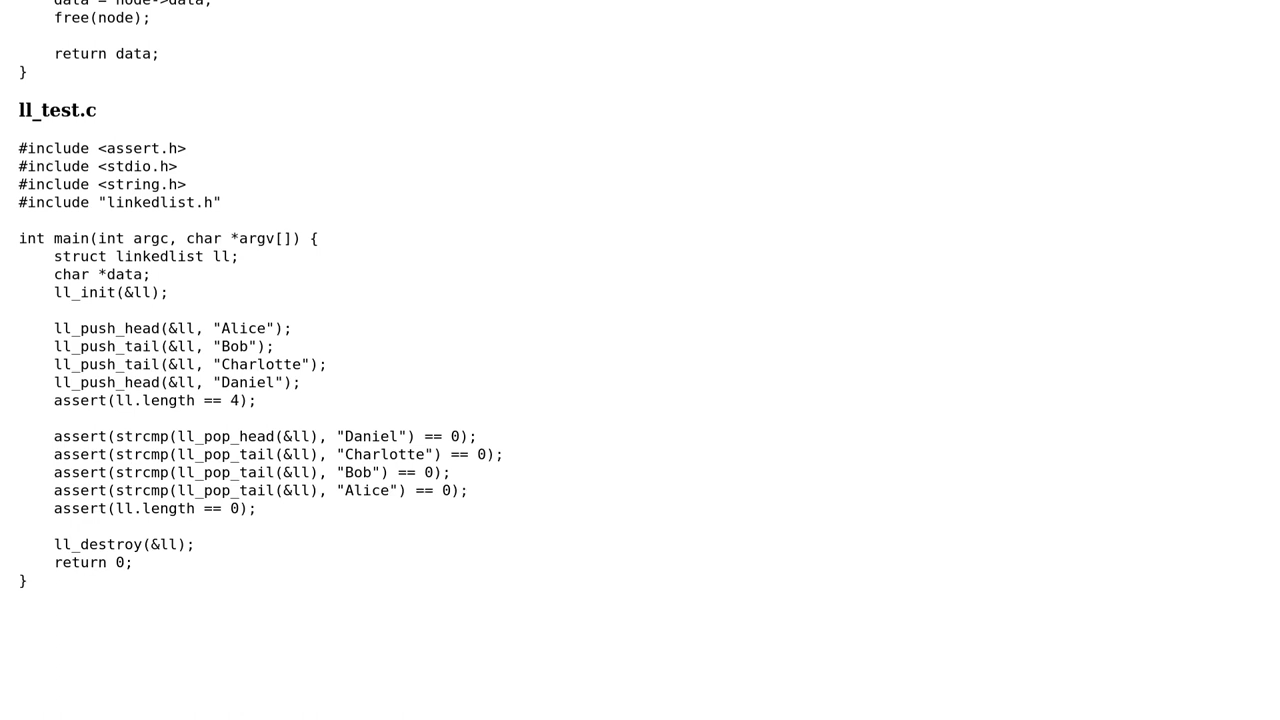 data = node->data;
free(node);
return data;
}
ll_test.c
#include <assert.h>
#include <stdio.h>
#include <string.h>
#include "linkedlist.h"
int main(int argc, char *argv[]) {
struct linkedlist ll;
char *data;
ll_init(&ll);
ll_push_head(&ll, "Alice");
ll_push_tail(&ll, "Bob");
ll_push_tail(&ll, "Charlotte");
ll_push_head(&ll, "Daniel");
assert(ll.length == 4);
assert(strcmp(ll_pop_head(&ll), "Daniel") == 0);
assert(strcmp(ll_pop_tail(&ll), "Charlotte") == 0);
assert(strcmp(ll_pop_tail(&ll), "Bob") == 0);
assert(strcmp(ll_pop_tail(&ll), "Alice") == 0);
assert(ll.length == 0);
ll_destroy(&ll);
return 0;
}